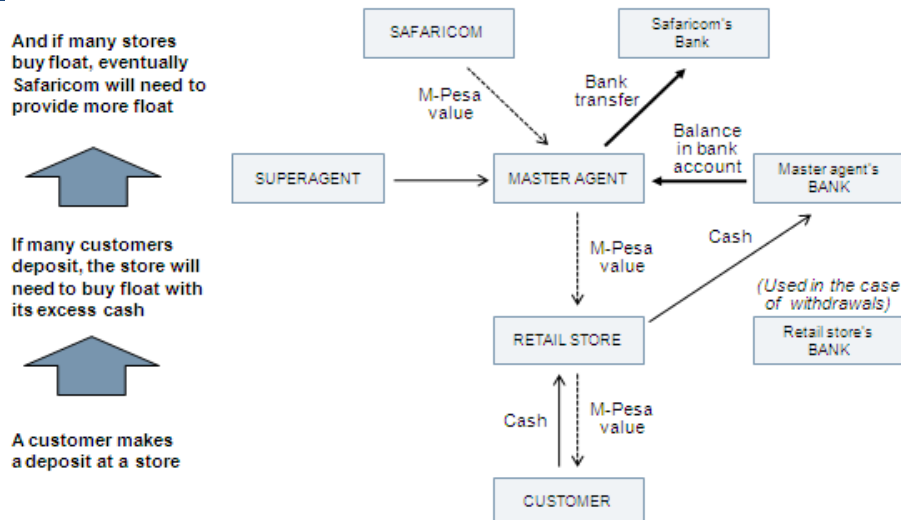 And if many stores
buy float, eventually
Safaricom will need to
provide more float
If many customers
deposit, the store will
need to buy float with
its excess cash
A customer makes
a deposit at a store
SAFARICOM
Safaricom's
Bank
M-Pesa
value
Bank
transfer
Balance
in bank
account
SUPERAGENT
MASTER AGENT
Master agent's
BANK
M-Pesa
value
Cash
(Used in the case
of withdrawals)
RETAIL STORE
Retail store's
BANK
Cash
M-Pesa
value
CUSTOMER